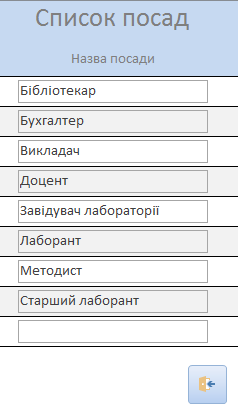 Список посад
Назва посади
Бібліотекар
Бухгалтер
Викладач
Доцент
Завідувач лабораторії
Лаборант
Методист
Старший лаборант